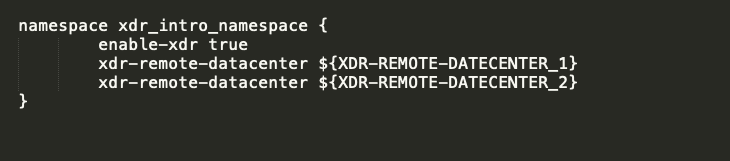 namespace xdr_intro_namespace {
        enable-xdr true
        xdr-remote-datacenter ${XDR-REMOTE-DATECENTER_1}
        xdr-remote-datacenter ${XDR-REMOTE-DATECENTER_2}
}